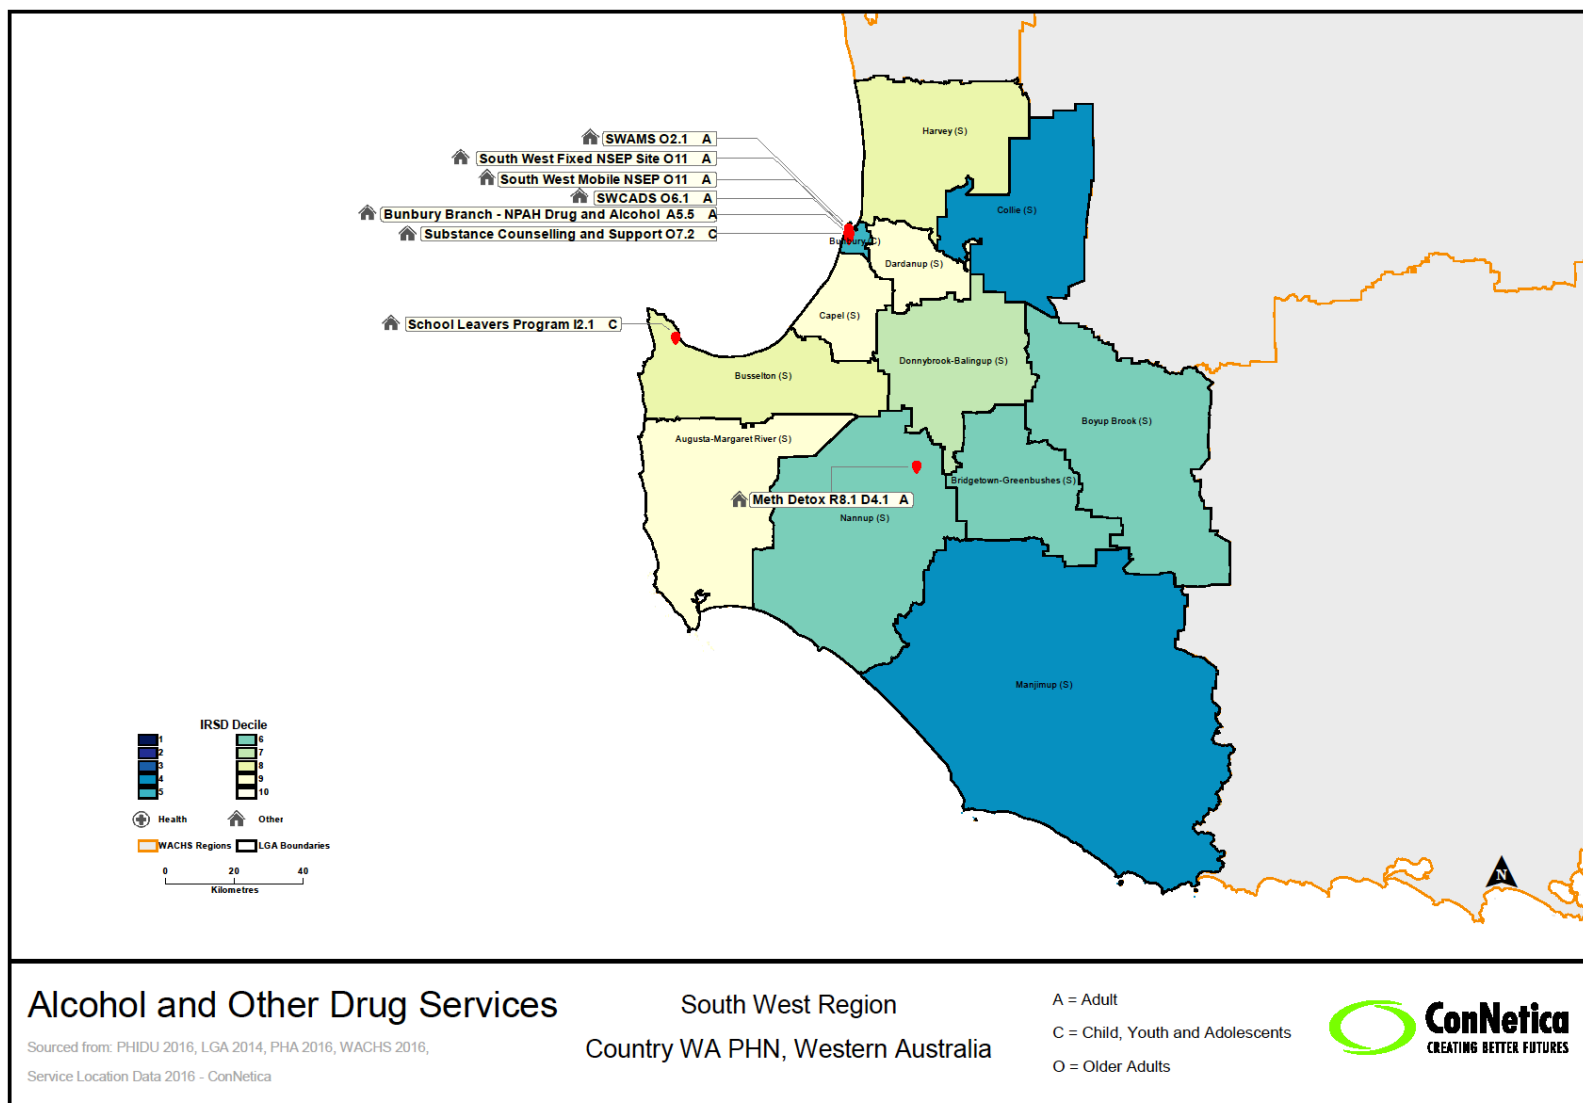 SWAMS O2.1 A
South West Fixed NSEP Site O11 A
South West Mobile NSEP O11 A
SWCADS O6.1 A
Bunbury Branch - NPAH Drug and Alcohol A5.5 A
Substance Counselling and Support O7.2 C
School Leavers Program I2.1 C
Meth Detox R8.1 D4.1 A
Harvey (S)
Collie (S)
Bunbury (C)
Dardanup (S)
Capel (S)
Donnybrook-Balingup (S)
Busselton (S)
Boyup Brook (S)
Augusta-Margaret River (S)
Bridgetown-Greenbushes (S)
Nannup (S)
Manjimup (S)
IRSD Decile
1 6
2 7
3 8
4 9
5 10
Health Other
WACHS Regions LGA Boundaries
0 20 40
Kilometres
N
Alcohol and Other Drug Services
Sourced from: PHIDU 2016, LGA 2014, PHA 2016, WACHS 2016,
Service Location Data 2016 - ConNetica
South West Region
Country WA PHN, Western Australia
A = Adult
C = Child, Youth and Adolescents
O = Older Adults
ConNetica
CREATING BETTER FUTURES